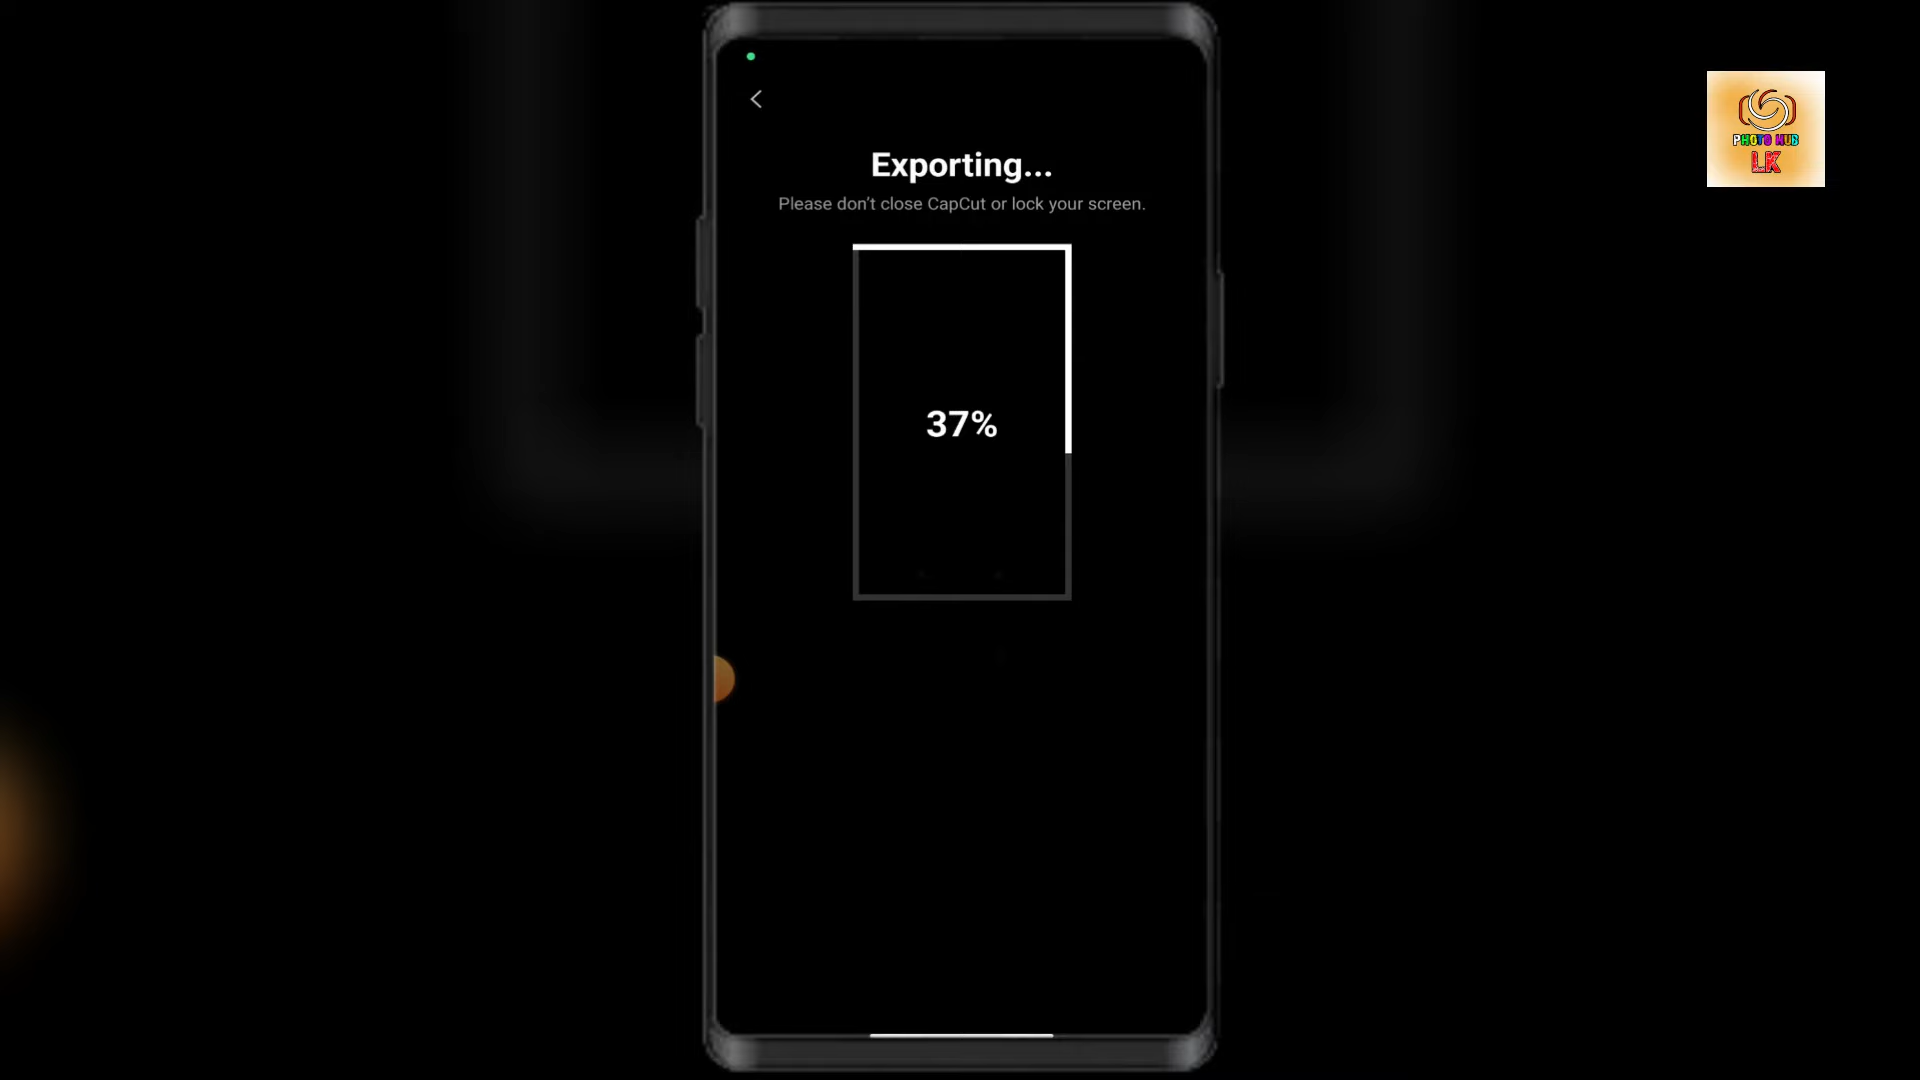 Exporting...
Please don't close CapCut or lock your screen.
37%
PHOTO HUB
LK